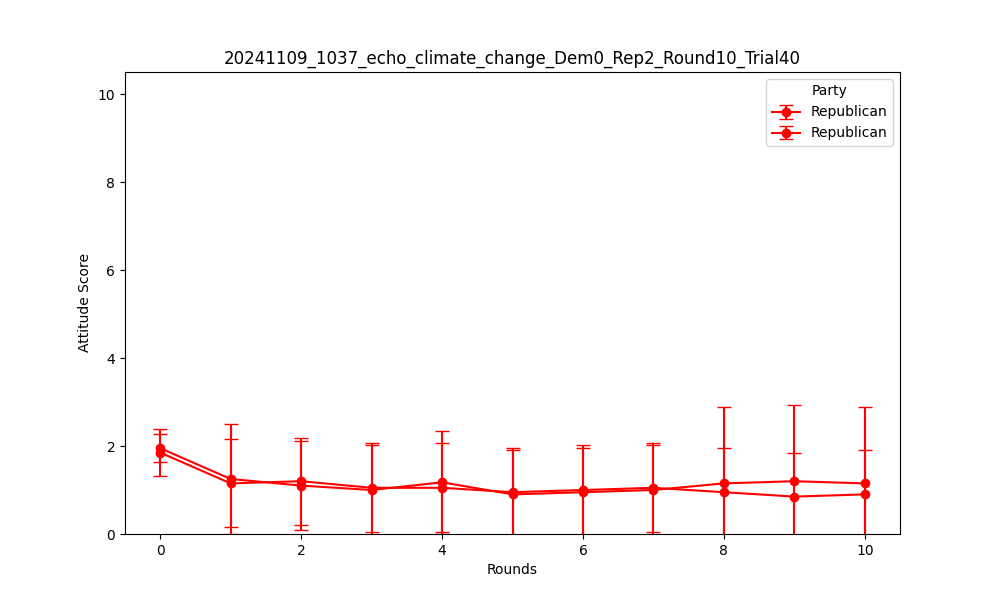 20241109_1037_echo_climate_change_Dem0_Rep2_Round10_Trial40
Party
Republican
Republican
Attitude Score
10
8
6
4
2
0
0 2 4 6 8 10
Rounds